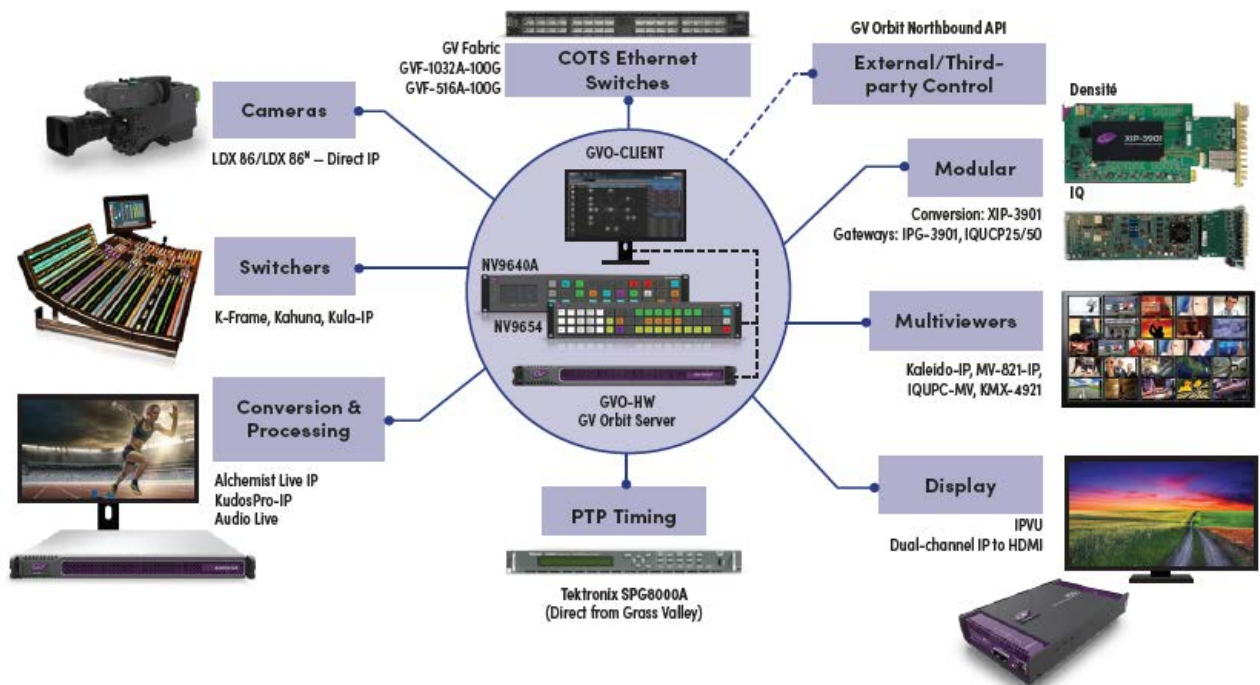 GV Fabric
GVF-1032A-100G
GVF-516A-100G
COTS Ethernet
Switches
GV Orbit Northbound API
External/Third-
party Control
Cameras
LDX 86/LDX 86ᴺ – Direct IP
Densité
XIP-3901
IQ
Modular
Conversion: XIP-3901
Gateways: IPG-3901, IQUCP25/50
GVO-CLIENT
NV9640A
NV9654
GVO-HW
GV Orbit Server
Switchers
K-Frame, Kahuna, Kula-IP
Multiviewers
Kaleido-IP, MV-821-IP,
IQUPC-MV, KMX-4921
Conversion &
Processing
Alchemist Live IP
KudosPro-IP
Audio Live
PTP Timing
Tektronix SPG8000A
(Direct from Grass Valley)
Display
IPVU
Dual-channel IP to HDMI